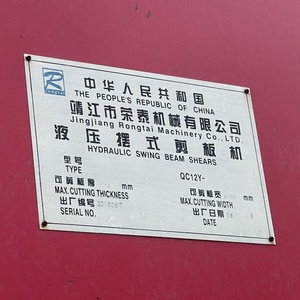 中华人民共和国
THE PEOPLE'S REPUBLIC OF CHINA
靖江市荣泰机械有限公司
Jingjiang Rongtai Machinery Co.,LTD.
液压摆式剪板机
HYDRAULIC SWING BEAM SHEARS
型号 QC12Y-
TYPE
可剪板厚 mm 可剪板宽 mm
MAX.CUTTING THICKNESS MAX.CUTTING WIDTH
出厂编号 出厂日期
SERIAL NO. DATE